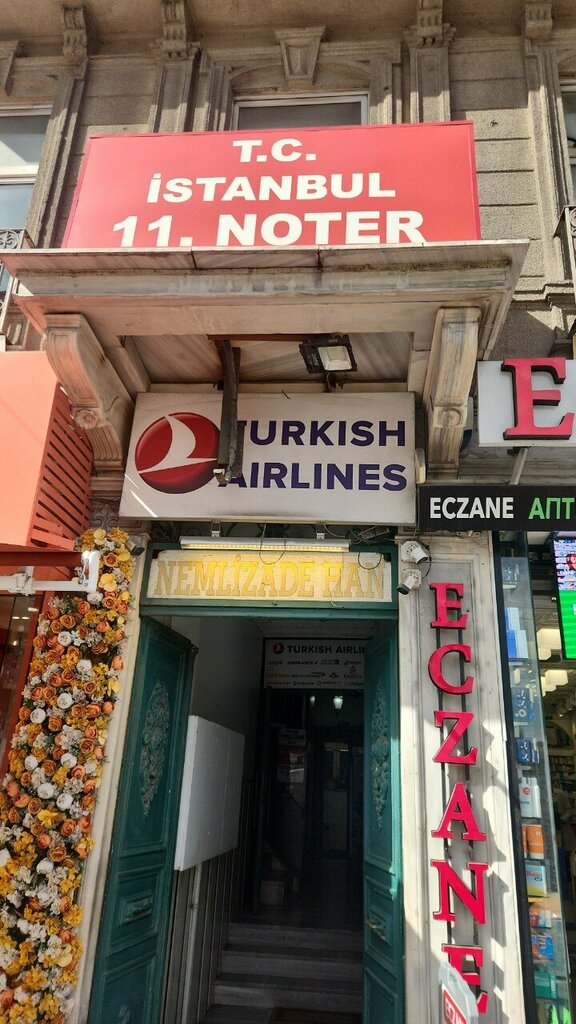 T.C.
İSTANBUL
11. NOTER
TURKISH
AIRLINES
E
ECZANE АПТ
NEMLİZADE HAN
TURKISH AIRLI
ECZANE